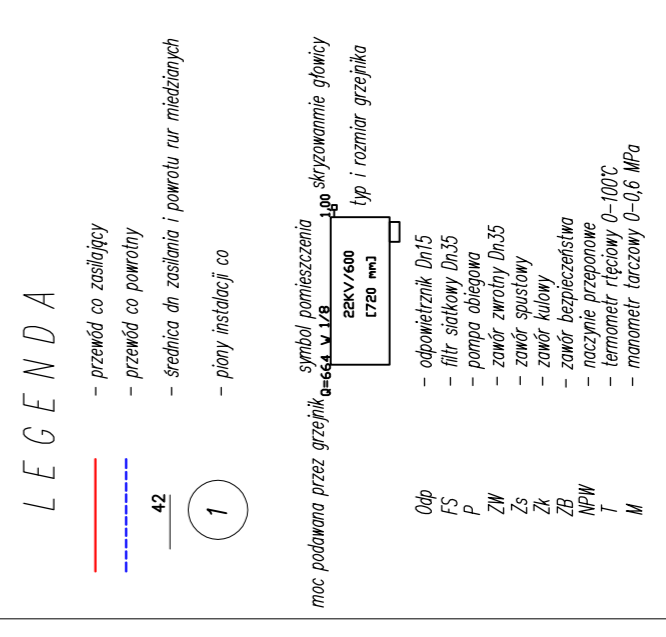 LEGENDA
– przewód co zasilający
– przewód co powrotny
42 – średnica dn zasilania i powrotu rur miedzianych
1 – piony instalacji co
symbol pomieszczenia
moc podawana przez grzejnik Q=664 W 1/8 100 skryzowanmie głowicy
22KV/600
[720 mm]
typ i rozmiar grzejnika
Odp – odpowietrznik Dn15
FS – filtr siatkowy Dn35
P – pompa obiegowa
ZW – zawór zwrotny Dn35
Zs – zawór spustowy
Zk – zawór kulowy
ZB – zawór bezpieczeństwa
NPW – naczynie przeponowe
T – termometr rtęciowy 0–100°C
M – manometr tarczowy 0–0,6 MPa